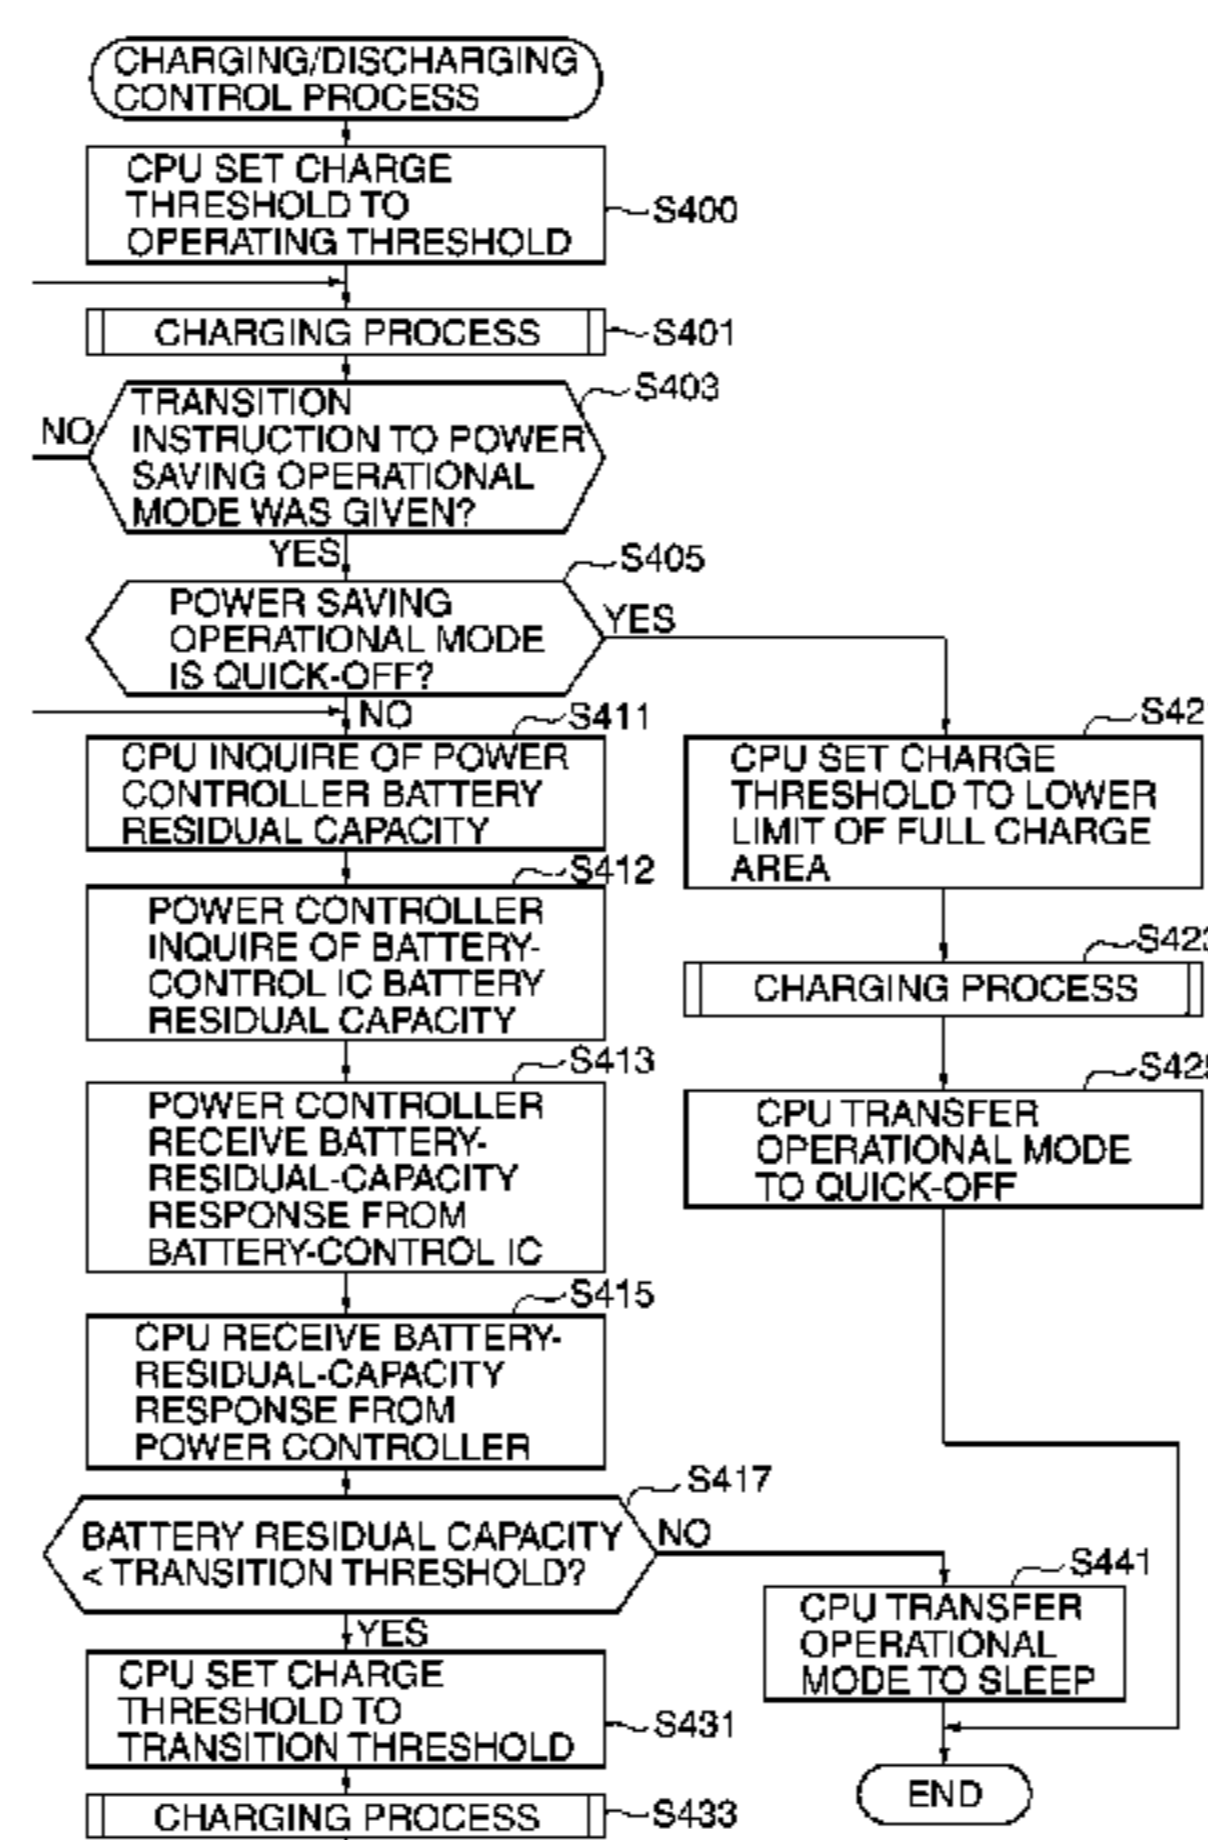 CHARGING/DISCHARGING
CONTROL PROCESS
CPU SET CHARGE
THRESHOLD TO
OPERATING THRESHOLD
S400
CHARGING PROCESS
S401
S403
TRANSITION
INSTRUCTION TO POWER
SAVING OPERATIONAL
MODE WAS GIVEN?
NO
YES
S405
POWER SAVING
OPERATIONAL MODE
IS QUICK-OFF?
YES
NO
S411
CPU INQUIRE OF POWER
CONTROLLER BATTERY
RESIDUAL CAPACITY
S412
POWER CONTROLLER
INQUIRE OF BATTERY-
CONTROL IC BATTERY
RESIDUAL CAPACITY
S413
POWER CONTROLLER
RECEIVE BATTERY-
RESIDUAL-CAPACITY
RESPONSE FROM
BATTERY-CONTROL IC
S415
CPU RECEIVE BATTERY-
RESIDUAL-CAPACITY
RESPONSE FROM
POWER CONTROLLER
S417
BATTERY RESIDUAL CAPACITY
< TRANSITION THRESHOLD?
NO
YES
CPU SET CHARGE
THRESHOLD TO
TRANSITION THRESHOLD
S431
CHARGING PROCESS
S433
CPU SET CHARGE
THRESHOLD TO LOWER
LIMIT OF FULL CHARGE
AREA
S423
CHARGING PROCESS
CPU TRANSFER
OPERATIONAL MODE
TO QUICK-OFF
S441
CPU TRANSFER
OPERATIONAL
MODE TO SLEEP
END